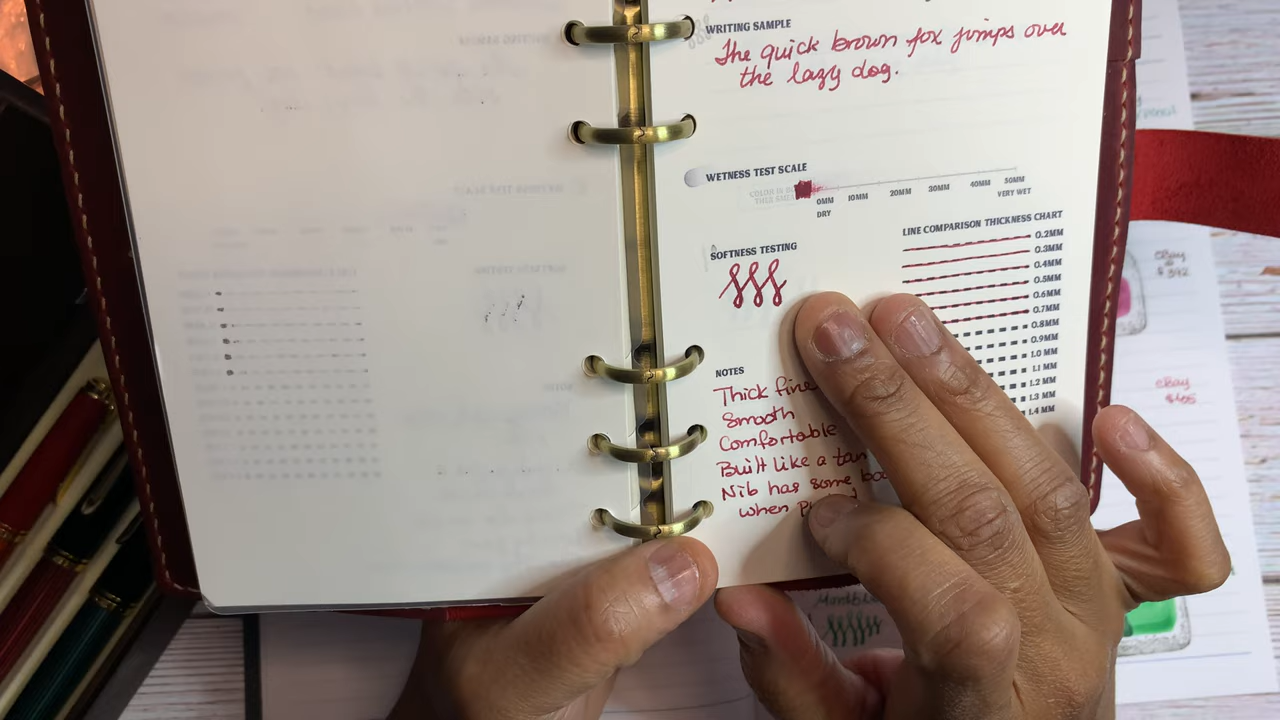 WRITING SAMPLE
The quick brown fox jumps over
the lazy dog.
WETNESS TEST SCALE
0MM 10MM 20MM 30MM 40MM 50MM
DRY VERY WET
SOFTNESS TESTING
LINE COMPARISON THICKNESS CHART
0.2MM
0.3MM
0.4MM
0.5MM
0.6MM
0.7MM
0.8MM
0.9MM
1.0 MM
1.1 MM
1.2 MM
1.3 MM
1.4 MM
NOTES
Thick fine
Smooth
Comfortable
Built like a
Nib has some
when
eBay
$392
eBay